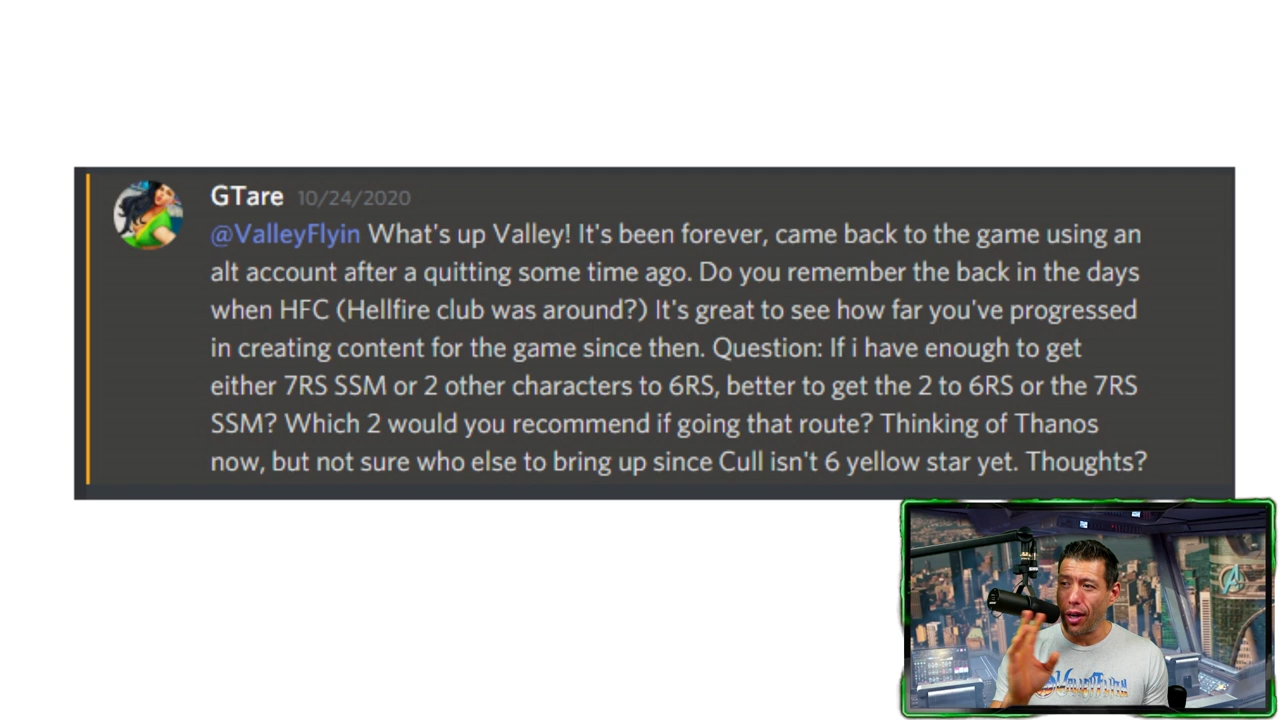 GTare 10/24/2020
@ValleyFlyin What's up Valley! It's been forever, came back to the game using an
alt account after a quitting some time ago. Do you remember the back in the days
when HFC (Hellfire club was around?) It's great to see how far you've progressed
in creating content for the game since then. Question: If i have enough to get
either 7RS SSM or 2 other characters to 6RS, better to get the 2 to 6RS or the 7RS
SSM? Which 2 would you recommend if going that route? Thinking of Thanos
now, but not sure who else to bring up since Cull isn't 6 yellow star yet. Thoughts?